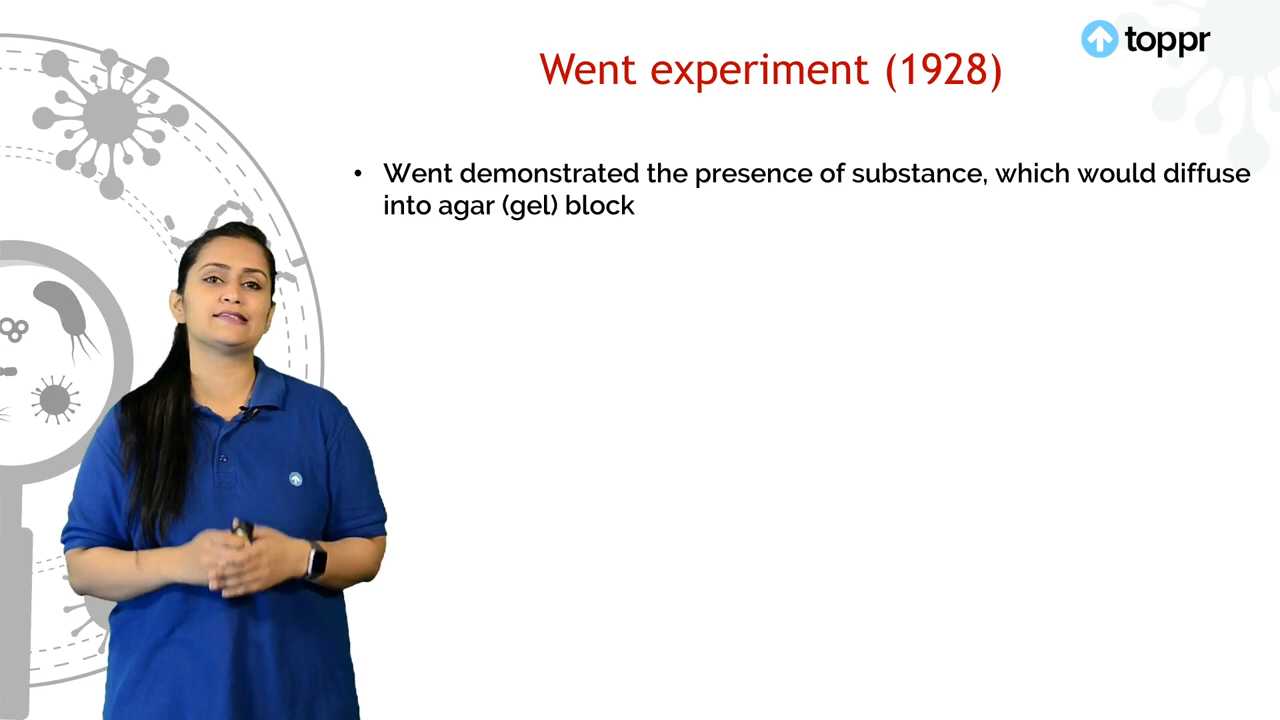 toppr
Went experiment (1928)
• Went demonstrated the presence of substance, which would diffuse
into agar (gel) block